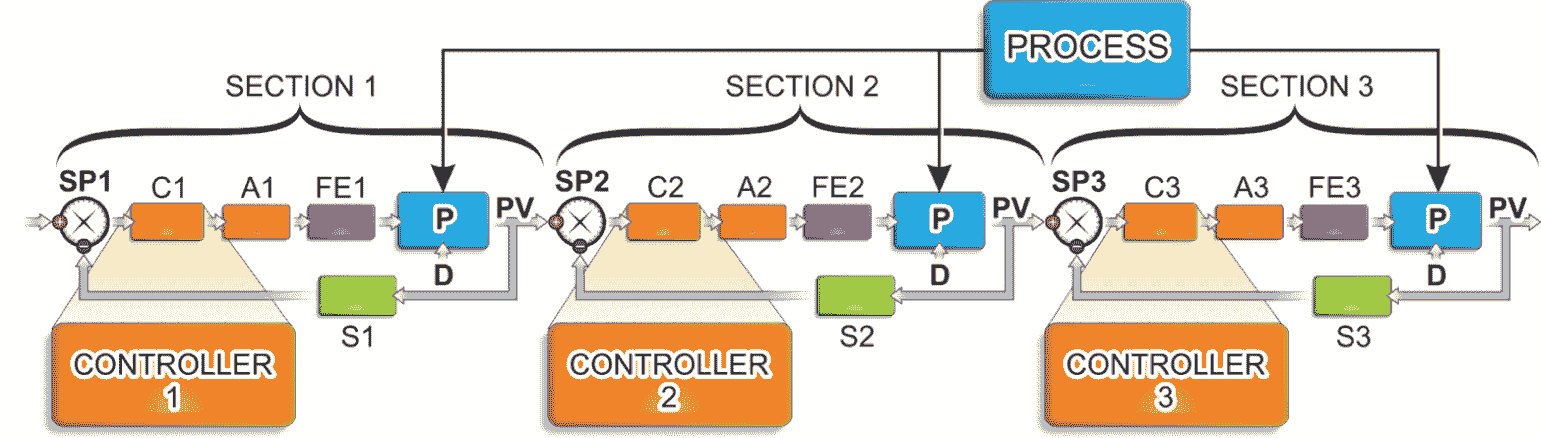 PROCESS
SECTION 1
SECTION 2
SECTION 3
SP1
C1
A1
FE1
P
PV
SP2
C2
A2
FE2
P
PV
SP3
C3
A3
FE3
P
PV
D
D
D
S1
S2
S3
CONTROLLER
1
CONTROLLER
2
CONTROLLER
3